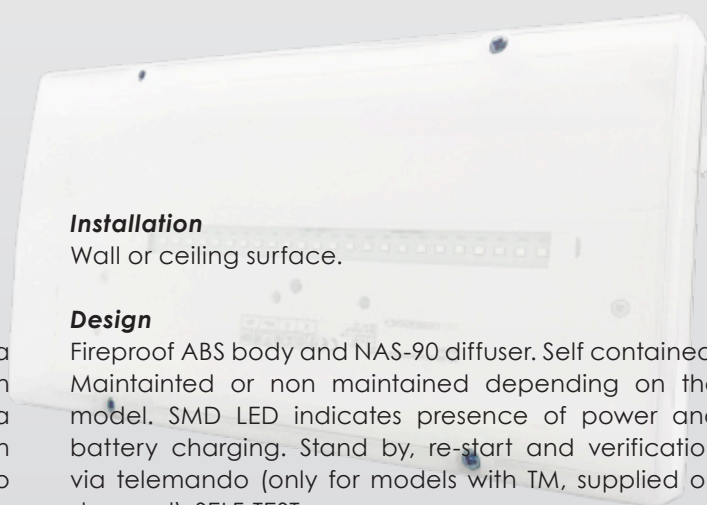 Installation
Wall or ceiling surface.
Design
a
Fireproof ABS body and NAS-90 diffuser. Self contained
Maintainted or non maintained depending on the
a
model. SMD LED indicates presence of power and
battery charging. Stand by, re-start and verification
via telemando (only for models with TM, supplied